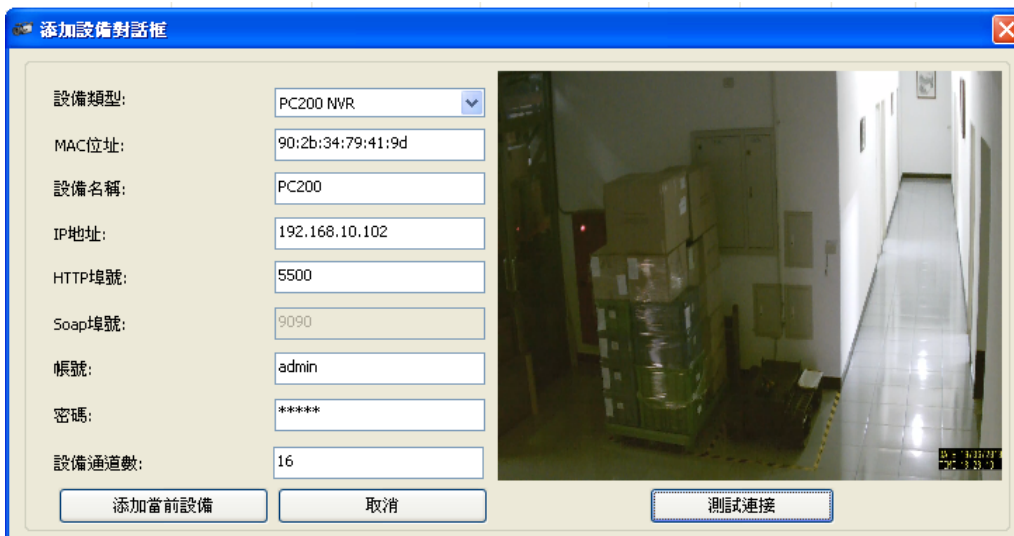 添加設備對話框
設備類型: PC200 NVR
MAC位址: 90:2b:34:79:41:9d
設備名稱: PC200
IP地址: 192.168.10.102
HTTP埠號: 5500
Soap埠號: 9090
帳號: admin
密碼: *****
設備通道數: 16
添加當前設備 取消 測試連接